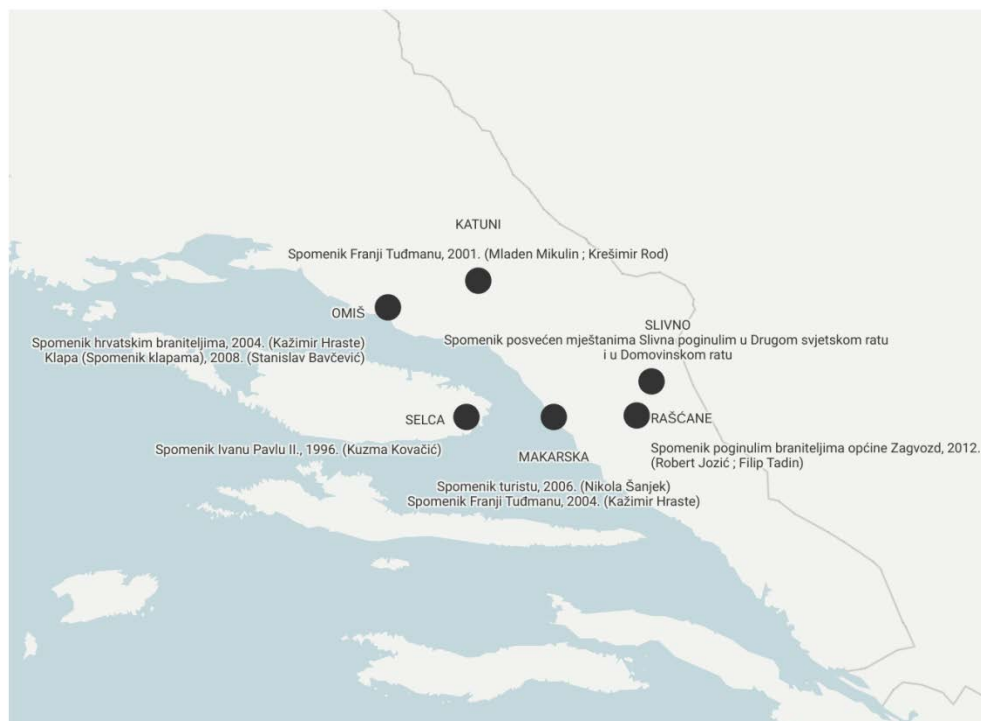 KATUNI
Spomenik Franji Tuđmanu, 2001. (Mladen Mikulin ; Krešimir Rod)
OMIŠ
Spomenik hrvatskim braniteljima, 2004. (Kažimir Hraste)
Klapa (Spomenik klapama), 2008. (Stanislav Bavčević)
SLIVNO
Spomenik posvećen mještanima Slivna poginulim u Drugom svjetskom ratu
i u Domovinskom ratu
SELCA
Spomenik Ivanu Pavlu II., 1996. (Kuzma Kovačić)
RAŠĆANE
Spomenik poginulim braniteljima općine Zagvozd, 2012.
(Robert Jozić ; Filip Tadin)
MAKARSKA
Spomenik turistu, 2006. (Nikola Šanjek)
Spomenik Franji Tuđmanu, 2004. (Kažimir Hraste)